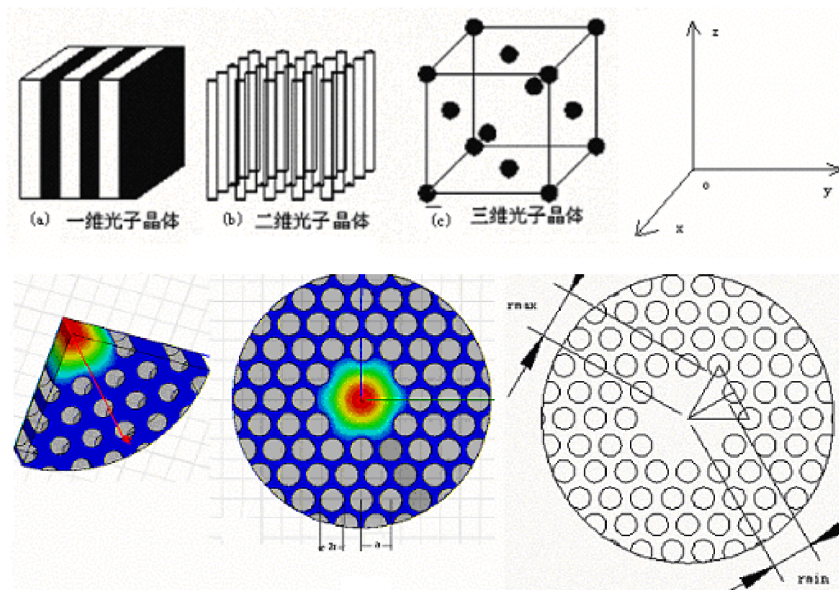 z
o
y
x
(a) 一维光子晶体
(b) 二维光子晶体
(c) 三维光子晶体
rmax
a
rmin